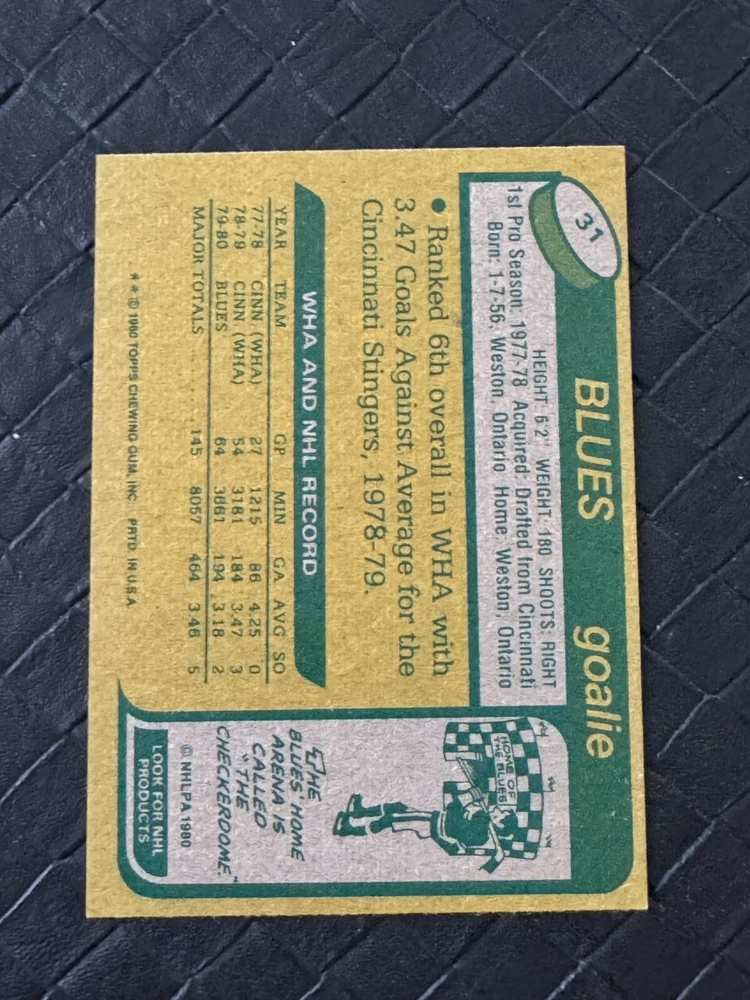 31
BLUES goalie
HEIGHT: 6'2" WEIGHT: 180 SHOOTS: RIGHT
1st Pro Season: 1977-78 Acquired: Drafted from Cincinnati
Born: 1-7-56, Weston, Ontario Home: Weston, Ontario
• Ranked 6th overall in WHA with
3.47 Goals Against Average for the
Cincinnati Stingers, 1978-79.
WHA AND NHL RECORD
YEAR TEAM GP MIN GA AVG SO
77-78 CINN (WHA) 27 1215 86 4.25 0
78-79 CINN (WHA) 54 3181 184 3.47 3
79-80 BLUES 64 3661 194 3.18 2
MAJOR TOTALS 145 8057 464 3.46 5
** © 1980 TOPPS CHEWING GUM, INC. PRTD. IN U.S.A.
HOME OF
THE BLUES
THE
BLUES' HOME
ARENA IS
CALLED
"THE
CHECKERDOME."
© NHLPA 1980
LOOK FOR NHL
PRODUCTS